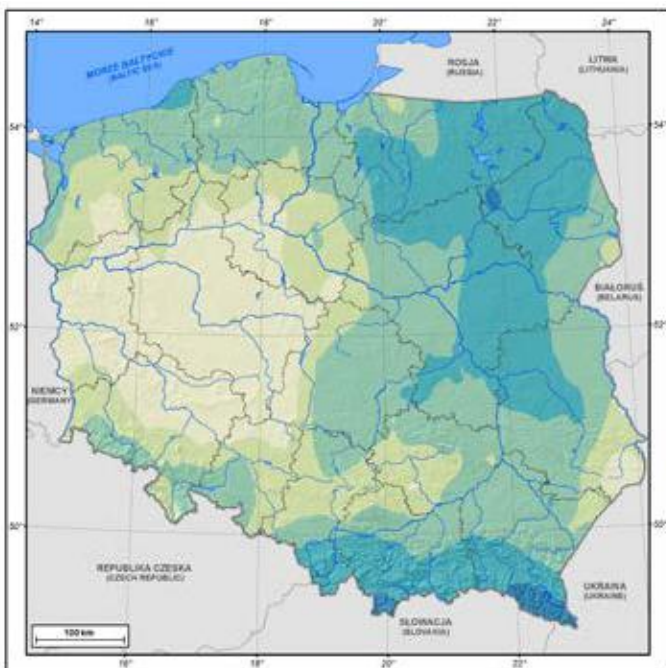 14° 16° 18° 20° 22° 24°
MORZE BAŁTYCKIE
(BALTIC SEA)
ROSJA
(RUSSIA)
LITWA
(LITHUANIA)
54° 54°
BIAŁORUŚ
(BELARUS)
52° 52°
NIEMCY
(GERMANY)
50° 50°
REPUBLIKA CZESKA
(CZECH REPUBLIC)
UKRAINA
(UKRAINE)
SŁOWACJA
(SLOVAKIA)
100 km
16° 18° 20° 22°